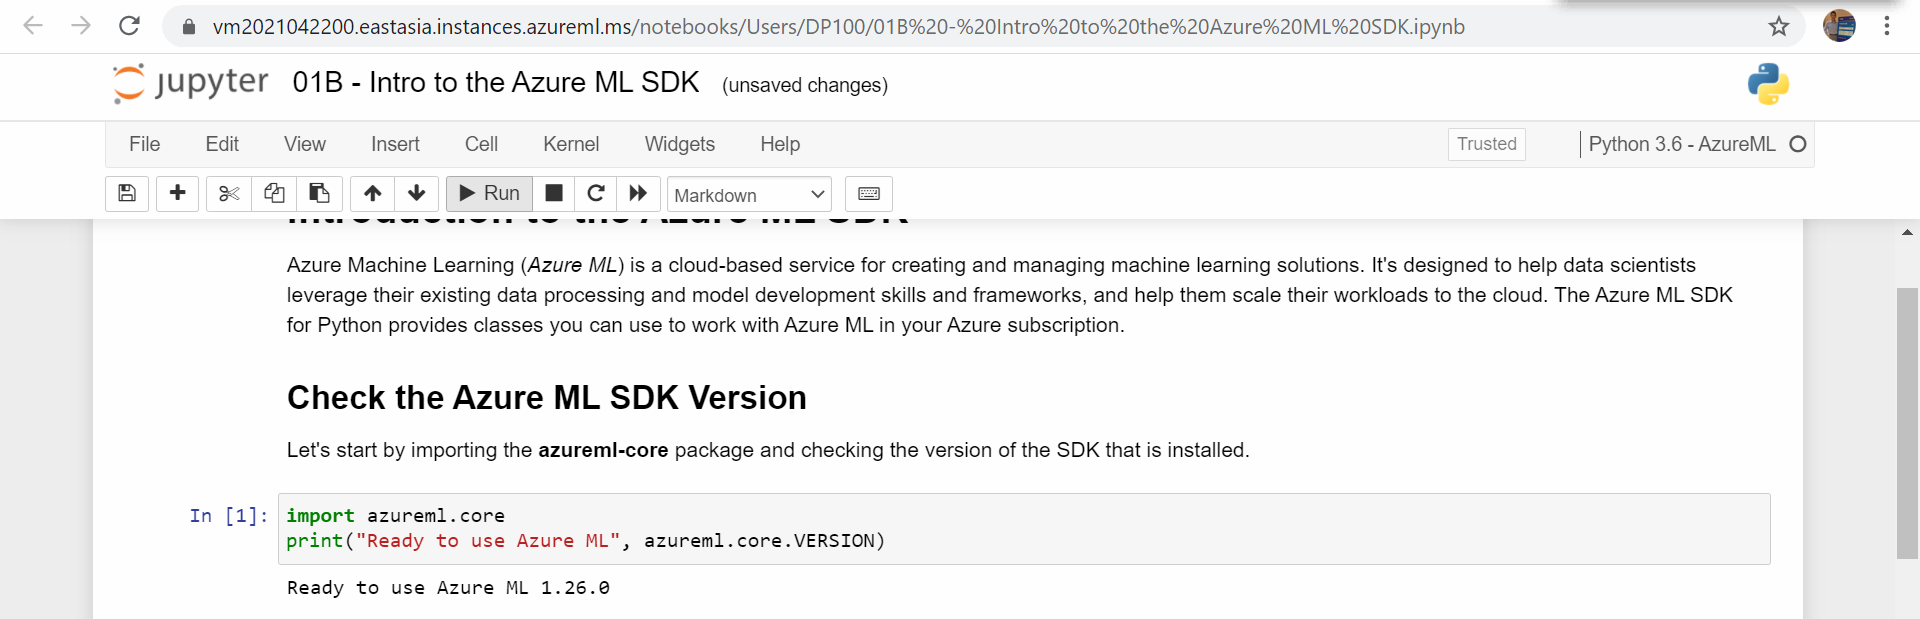 vm2021042200.eastasia.instances.azureml.ms/notebooks/Users/DP100/01B%20-%20Intro%20to%20the%20Azure%20ML%20SDK.ipynb
jupyter 01B - Intro to the Azure ML SDK (unsaved changes)
File Edit View Insert Cell Kernel Widgets Help Trusted Python 3.6 - AzureML
Run Markdown
Introduction to the Azure ML SDK
Azure Machine Learning (Azure ML) is a cloud-based service for creating and managing machine learning solutions. It's designed to help data scientists
leverage their existing data processing and model development skills and frameworks, and help them scale their workloads to the cloud. The Azure ML SDK
for Python provides classes you can use to work with Azure ML in your Azure subscription.
Check the Azure ML SDK Version
Let's start by importing the azureml-core package and checking the version of the SDK that is installed.
In [1]: import azureml.core
print("Ready to use Azure ML", azureml.core.VERSION)
Ready to use Azure ML 1.26.0